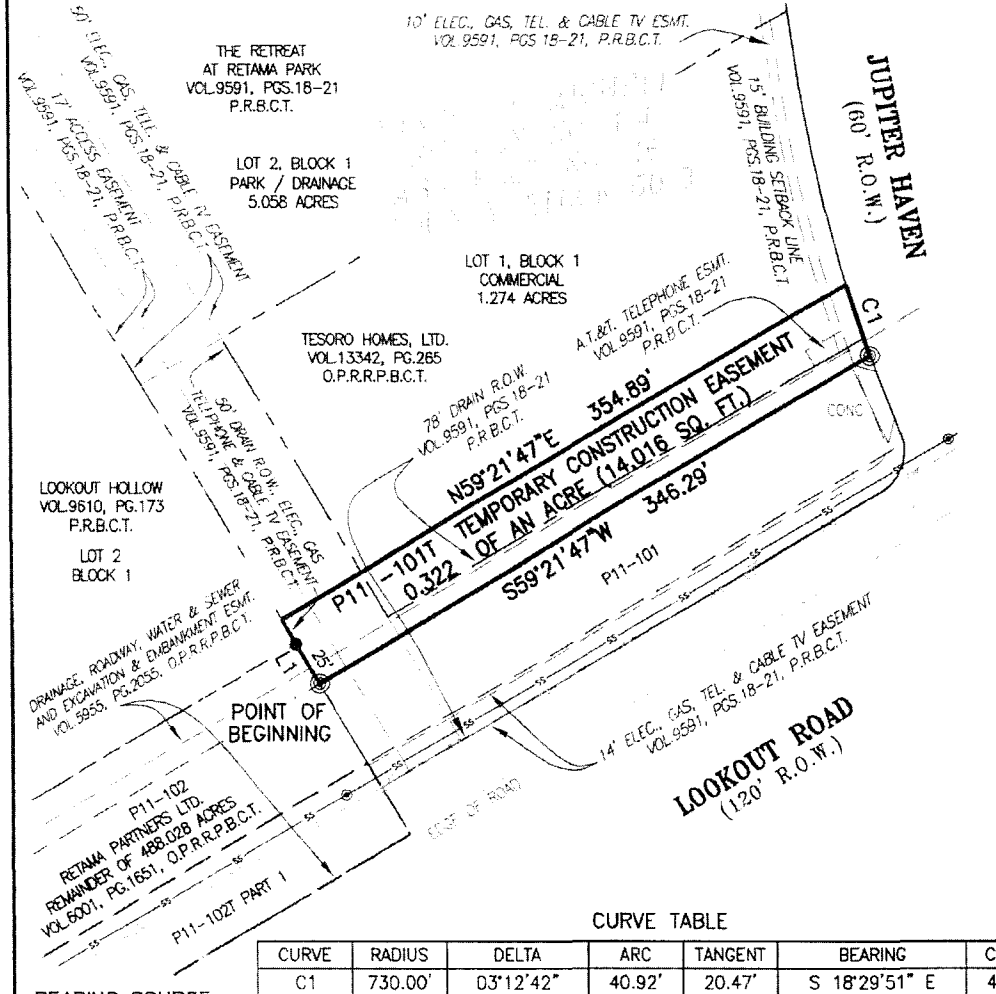 10' ELEC., GAS, TEL. & CABLE TV ESMT.
VOL.9591, PGS 18-21, P.R.B.C.T.
THE RETREAT
AT RETAMA PARK
VOL.9591, PGS.18-21
P.R.B.C.T.
50' ELEC., GAS, TELE. & CABLE TV EASEMENT
VOL.9591, PGS.18-21, P.R.B.C.T.
17' ACCESS EASEMENT
VOL.9591, PGS.18-21, P.R.B.C.T.
LOT 2, BLOCK 1
PARK / DRAINAGE
5.058 ACRES
15' BUILDING SETBACK LINE
VOL.9591, PGS.18-21, P.R.B.C.T
JUPITER HAVEN
(60' R.O.W.)
LOT 1, BLOCK 1
COMMERCIAL
1.274 ACRES
A.T.&T. TELEPHONE ESMT.
VOL.9591, PGS.18-21
P.R.B.C.T.
C1
TESORO HOMES, LTD.
VOL.13342, PG.265
O.P.R.R.P.B.C.T.
78' DRAIN R.O.W.
VOL.9591, PGS.18-21
P.R.B.C.T.
50' DRAIN R.O.W., ELEC., GAS
TELEPHONE & CABLE TV EASEMENT
VOL.9591, PGS.18-21, P.R.B.C.T.
N59°21'47"E 354.89'
P11-101T TEMPORARY CONSTRUCTION EASEMENT
0.322 OF AN ACRE (14,016 SQ. FT.)
S59°21'47"W 346.29'
CONC
P11-101
LOOKOUT HOLLOW
VOL.9610, PG.173
P.R.B.C.T.
LOT 2
BLOCK 1
DRAINAGE, ROADWAY, WATER & SEWER
AND EXCAVATION & EMBANKMENT ESMT.
VOL.5955, PG.2055, O.P.R.R.P.B.C.T.
L1
25'
POINT OF
BEGINNING
14' ELEC., GAS, TEL. & CABLE TV EASEMENT
VOL.9591, PGS.18-21, P.R.B.C.T.
SS SS SS SS SS SS SS SS
LOOKOUT ROAD
(120' R.O.W.)
EDGE OF ROAD
P11-102
RETAMA PARTNERS LTD.
REMAINDER OF 488.028 ACRES
VOL.6001, PG.1651, O.P.R.R.P.B.C.T.
P11-102T PART 1
CURVE TABLE
CURVE RADIUS DELTA ARC TANGENT BEARING C
C1 730.00' 03°12'42" 40.92' 20.47' S 18°29'51" E 4